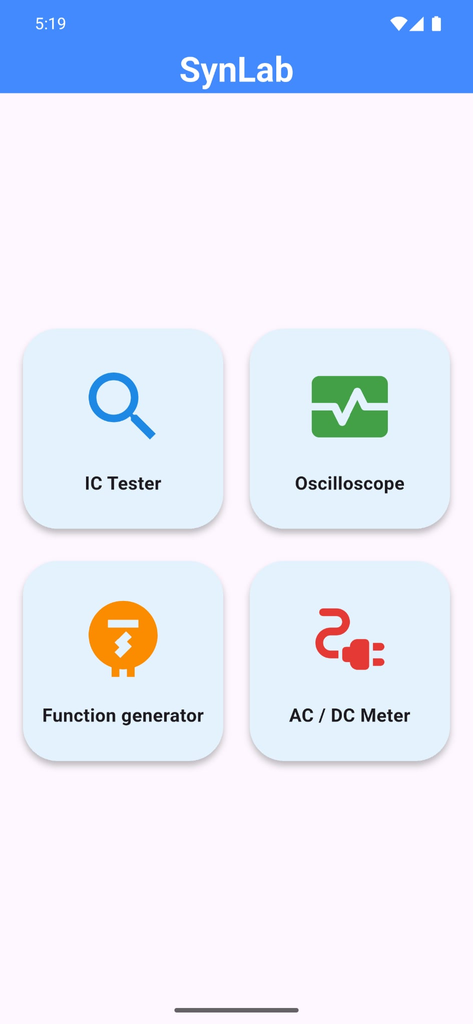 5:19
SynLab
IC Tester
Oscilloscope
Function generator
AC / DC Meter